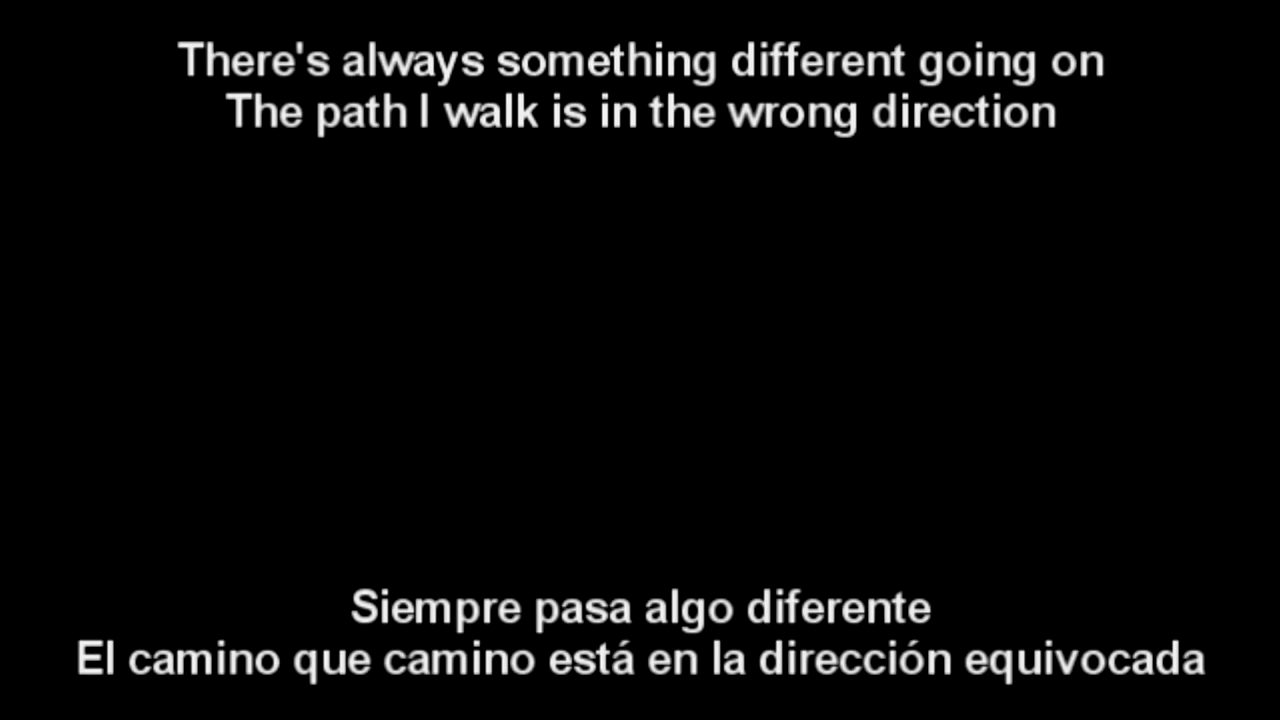 There's always something different going on
The path I walk is in the wrong direction
Siempre pasa algo diferente
El camino que camino está en la dirección equivocada